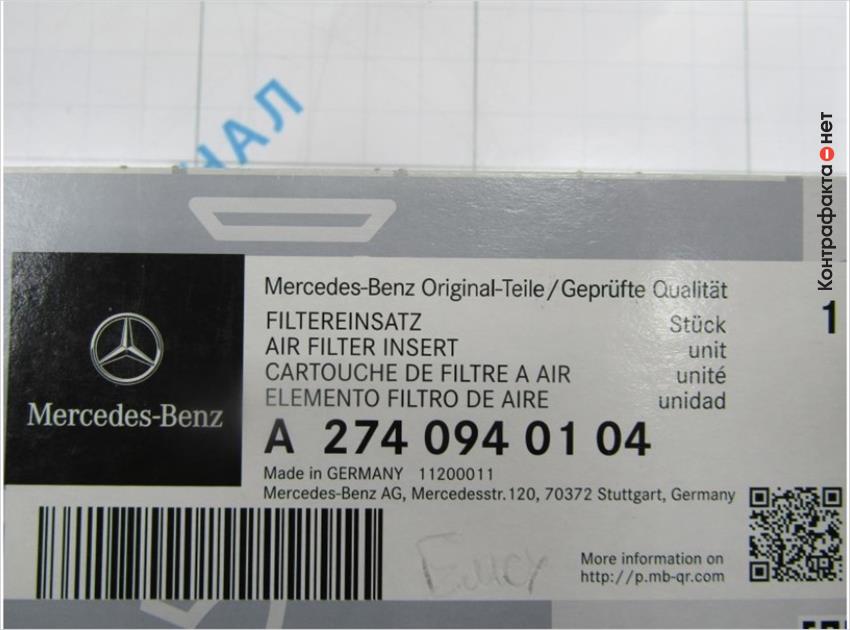 НАЛ
Контрафакта нет
Mercedes-Benz Original-Teile/Geprüfte Qualität
FILTEREINSATZ Stück 1
AIR FILTER INSERT unit
CARTOUCHE DE FILTRE A AIR unité
ELEMENTO FILTRO DE AIRE unidad
Mercedes-Benz
A 274 094 01 04
Made in GERMANY 11200011
Mercedes-Benz AG, Mercedesstr. 120, 70372 Stuttgart, Germany
More information on
http://p.mb-qr.com